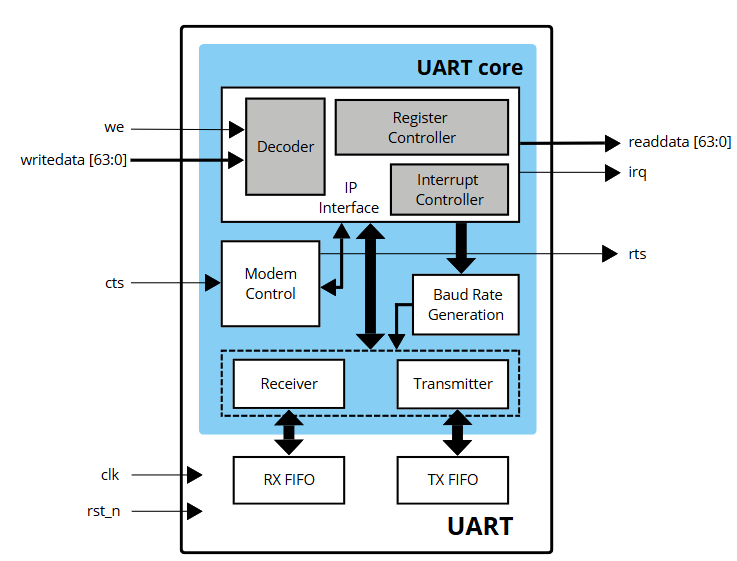 UART core
we
writedata [63:0]
Decoder
Register
Controller
Interrupt
Controller
IP
Interface
readdata [63:0]
irq
rts
cts
Modem
Control
Baud Rate
Generation
Receiver
Transmitter
clk
rst_n
RX FIFO
TX FIFO
UART